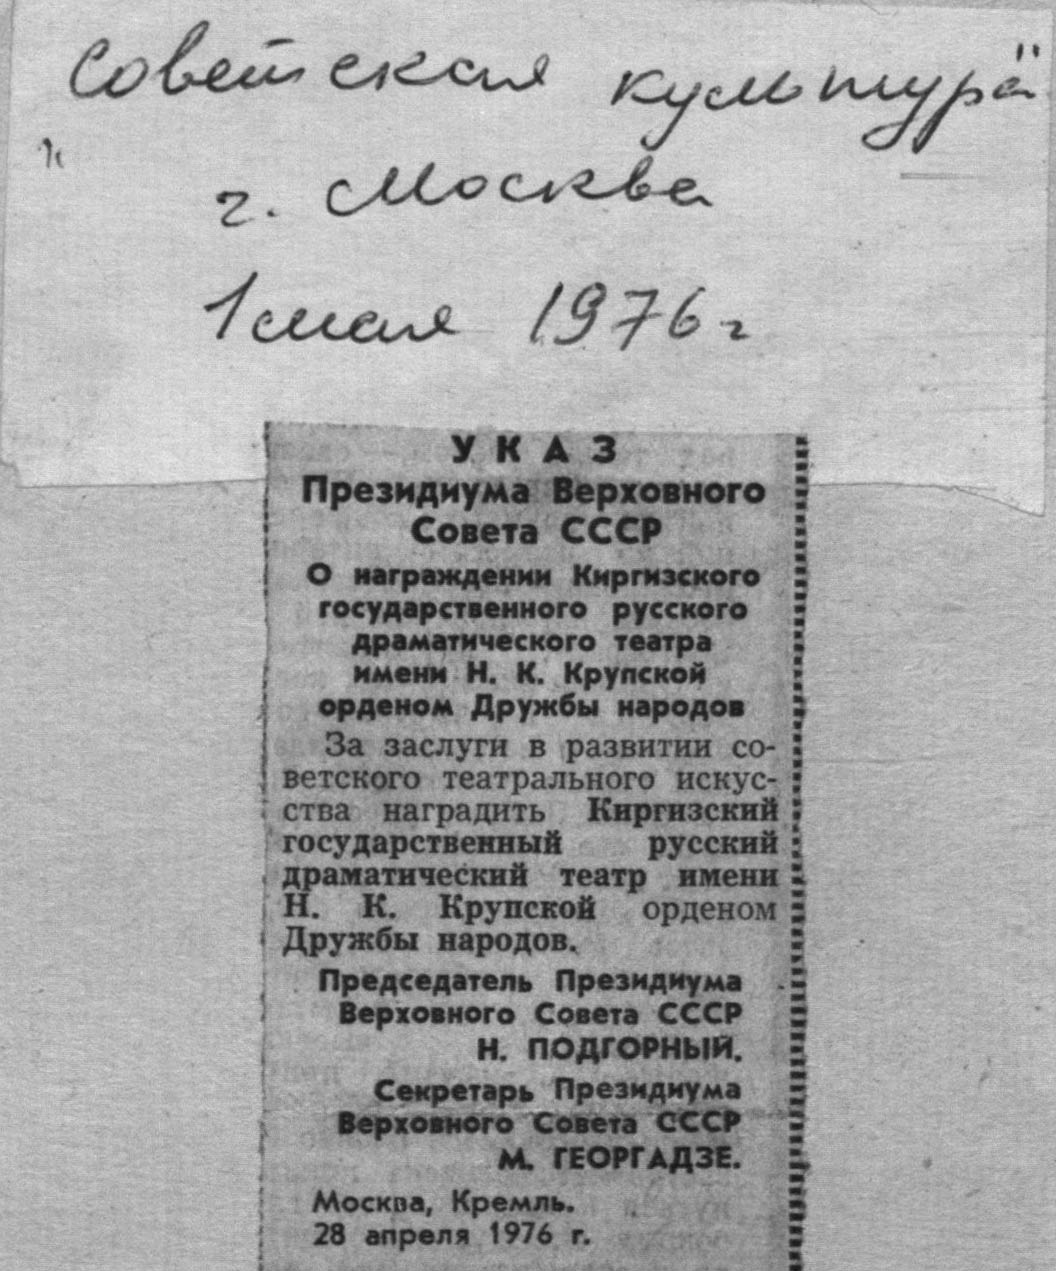 "Советская культура"
г. Москва
1 мая 1976 г
УКАЗ
Президиума Верховного
Совета СССР
О награждении Киргизского
государственного русского
драматического театра
имени Н. К. Крупской
орденом Дружбы народов
За заслуги в развитии со-
ветского театрального искус-
ства наградить Киргизский
государственный русский
драматический театр имени
Н. К. Крупской орденом
Дружбы народов.
Председатель Президиума
Верховного Совета СССР
Н. ПОДГОРНЫЙ.
Секретарь Президиума
Верховного Совета СССР
М. ГЕОРГАДЗЕ.
Москва, Кремль.
28 апреля 1976 г.